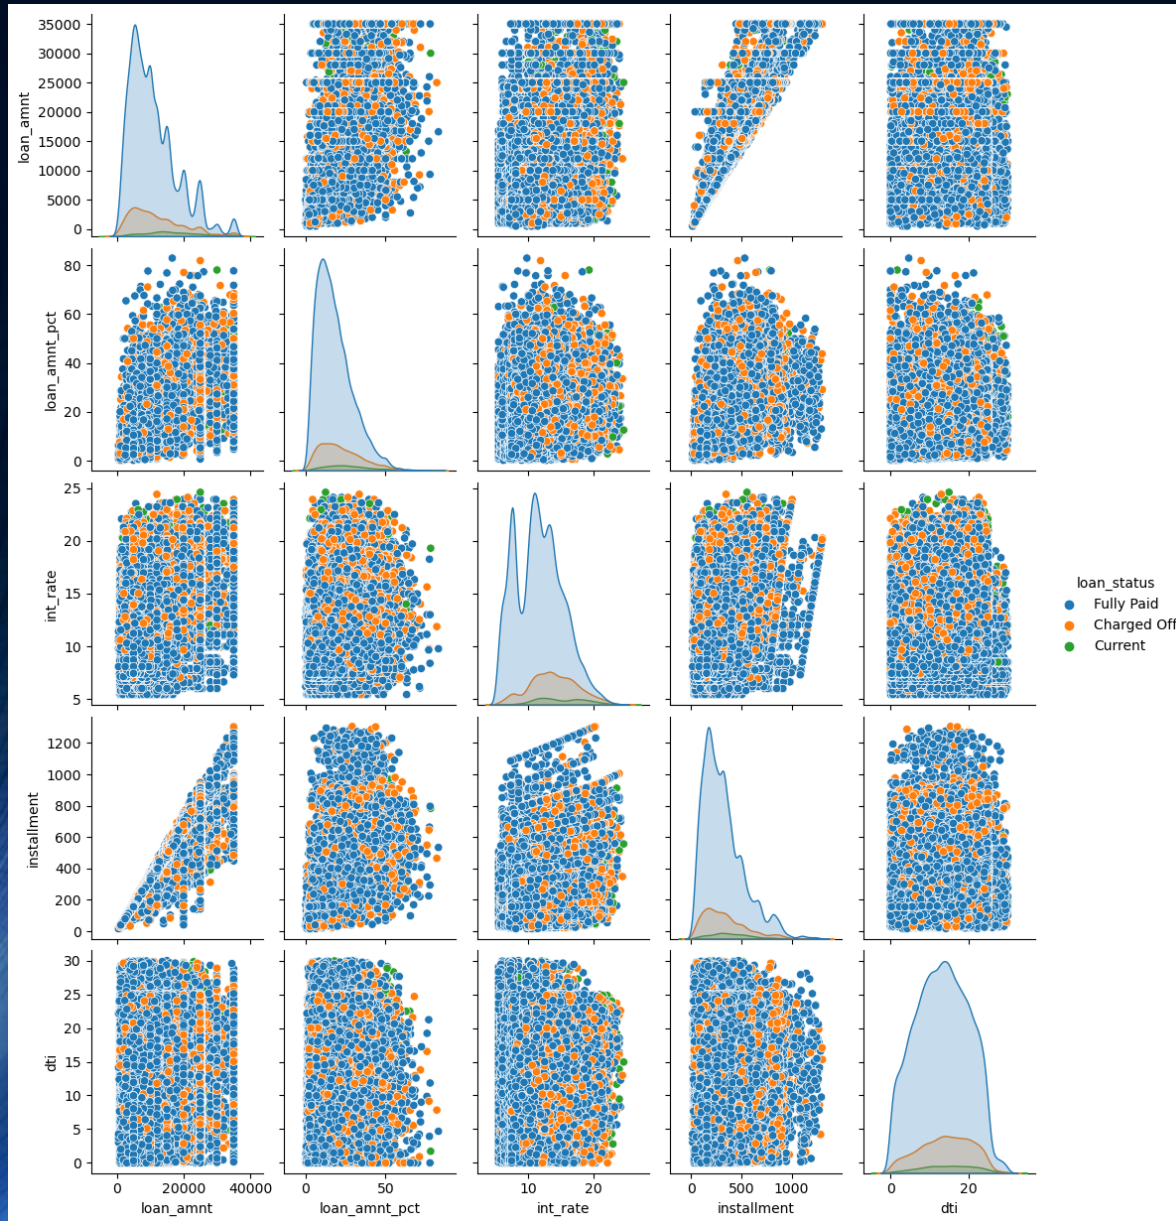 35000
30000
25000
20000
15000
10000
5000
0
loan_amnt
80
60
40
20
0
loan_amnt_pct
25
20
15
10
5
int_rate
loan_status
Fully Paid
Charged Off
Current
1200
1000
800
600
400
200
0
installment
30
25
20
15
10
5
0
dti
0 20000 40000 0 50 10 20 0 500 1000 0 20
loan_amnt loan_amnt_pct int_rate installment dti